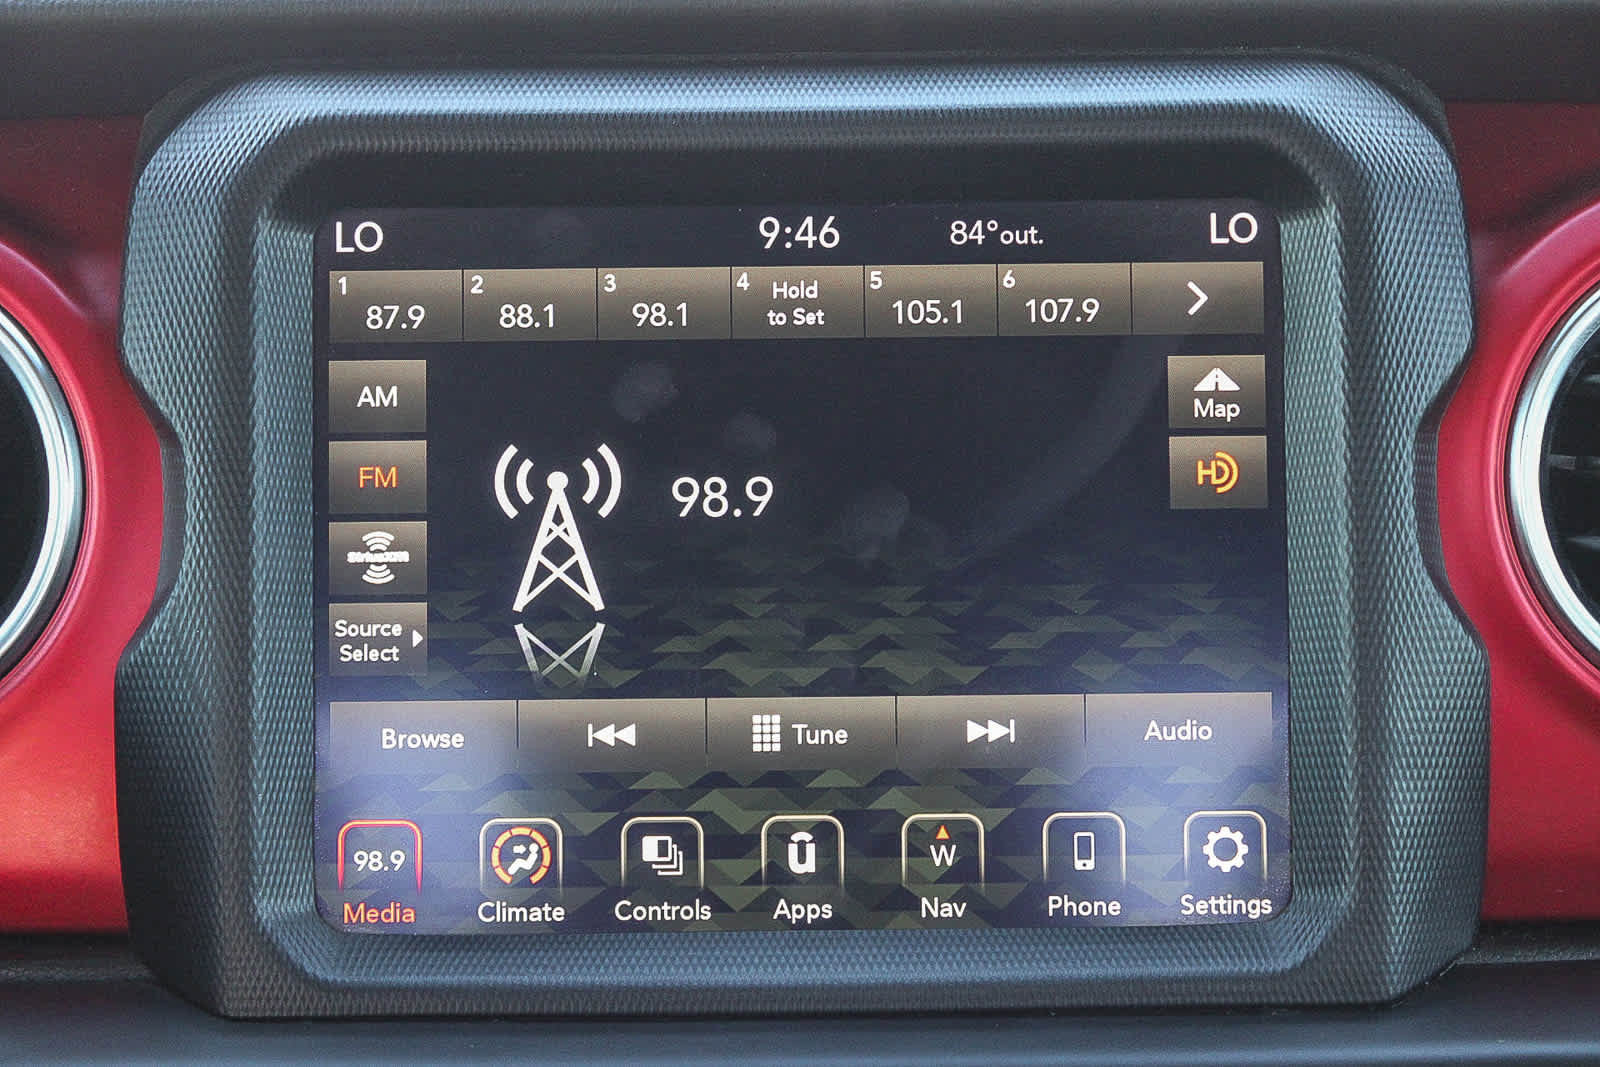 LO 9:46 84°out. LO
1 87.9 2 88.1 3 98.1 4 Hold to Set 5 105.1 6 107.9
AM
Map
FM
HD
98.9
SiriusXM
Source
Select
Browse Tune Audio
98.9 W
Media Climate Controls Apps Nav Phone Settings